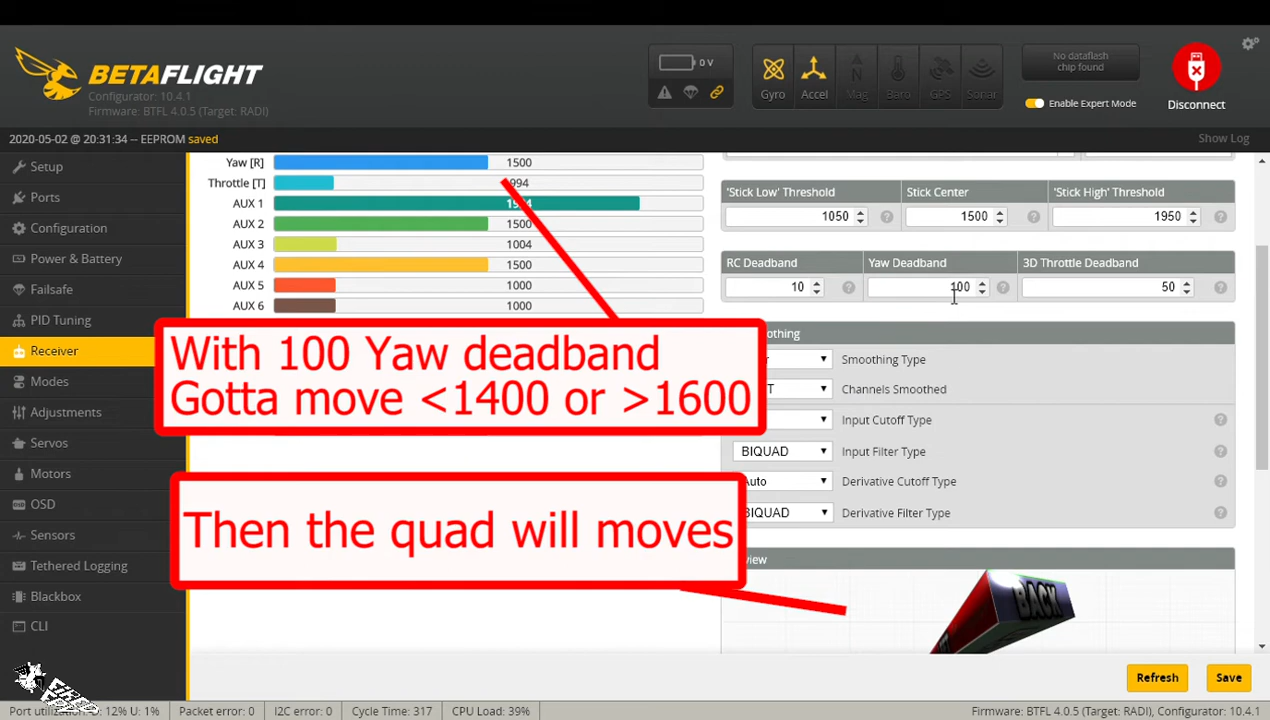 BETAFLIGHT
Configurator: 10.4.1
Firmware: BTFL 4.0.5 (Target: RADI)
0 V
Gyro
Accel
Mag
Baro
GPS
Sonar
No dataflash
chip found
Enable Expert Mode
Disconnect
2020-05-02 @ 20:31:34 -- EEPROM saved
Show Log
Setup
Ports
Configuration
Power & Battery
Failsafe
PID Tuning
Receiver
Modes
Adjustments
Servos
Motors
OSD
Sensors
Tethered Logging
Blackbox
CLI
Yaw [R] 1500
Throttle [T]
AUX 1
AUX 2 1500
AUX 3 1004
AUX 4 1500
AUX 5 1000
AUX 6 1000
'Stick Low' Threshold
Stick Center
'Stick High' Threshold
1050
1500
1950
RC Deadband
Yaw Deadband
3D Throttle Deadband
10
100
50
With 100 Yaw deadband
Gotta move <1400 or >1600
Then the quad will moves
Smoothing Type
Channels Smoothed
Input Cutoff Type
BIQUAD Input Filter Type
Auto Derivative Cutoff Type
BIQUAD Derivative Filter Type
BACK
Refresh
Save
Packet error: 0
I2C error: 0
Cycle Time: 317
CPU Load: 39%
Firmware: BTFL 4.0.5 (Target: RADI), Configurator: 10.4.1